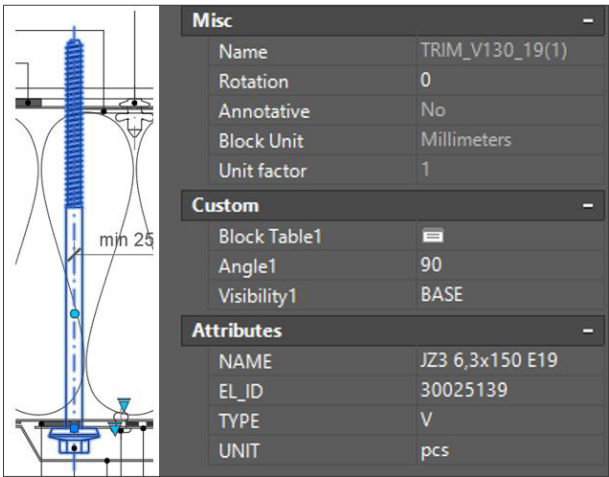 min 25
Misc
Name TRIM_V130_19(1)
Rotation 0
Annotative No
Block Unit Millimeters
Unit factor 1
Custom
Block Table1
Angle1 90
Visibility1 BASE
Attributes
NAME JZ3 6,3x150 E19
EL_ID 30025139
TYPE V
UNIT pcs